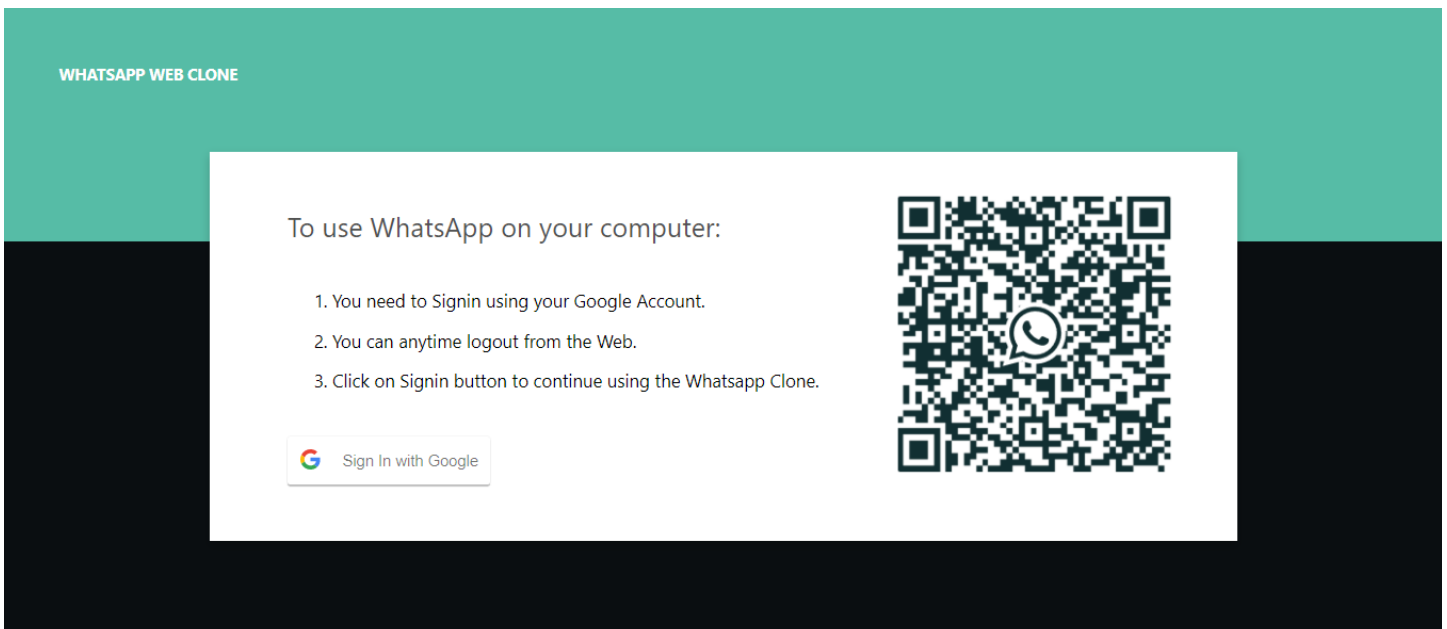 WHATSAPP WEB CLONE
To use WhatsApp on your computer:
1. You need to Signin using your Google Account.
2. You can anytime logout from the Web.
3. Click on Signin button to continue using the Whatsapp Clone.
Sign In with Google